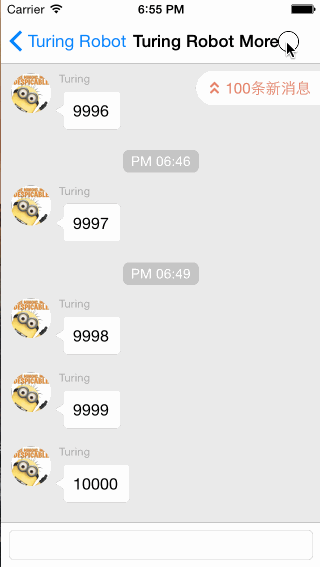 Carrier 6:55 PM
Turing Robot Turing Robot More
Turing
9996
100条新消息
PM 06:46
Turing
9997
PM 06:49
Turing
9998
Turing
9999
Turing
10000